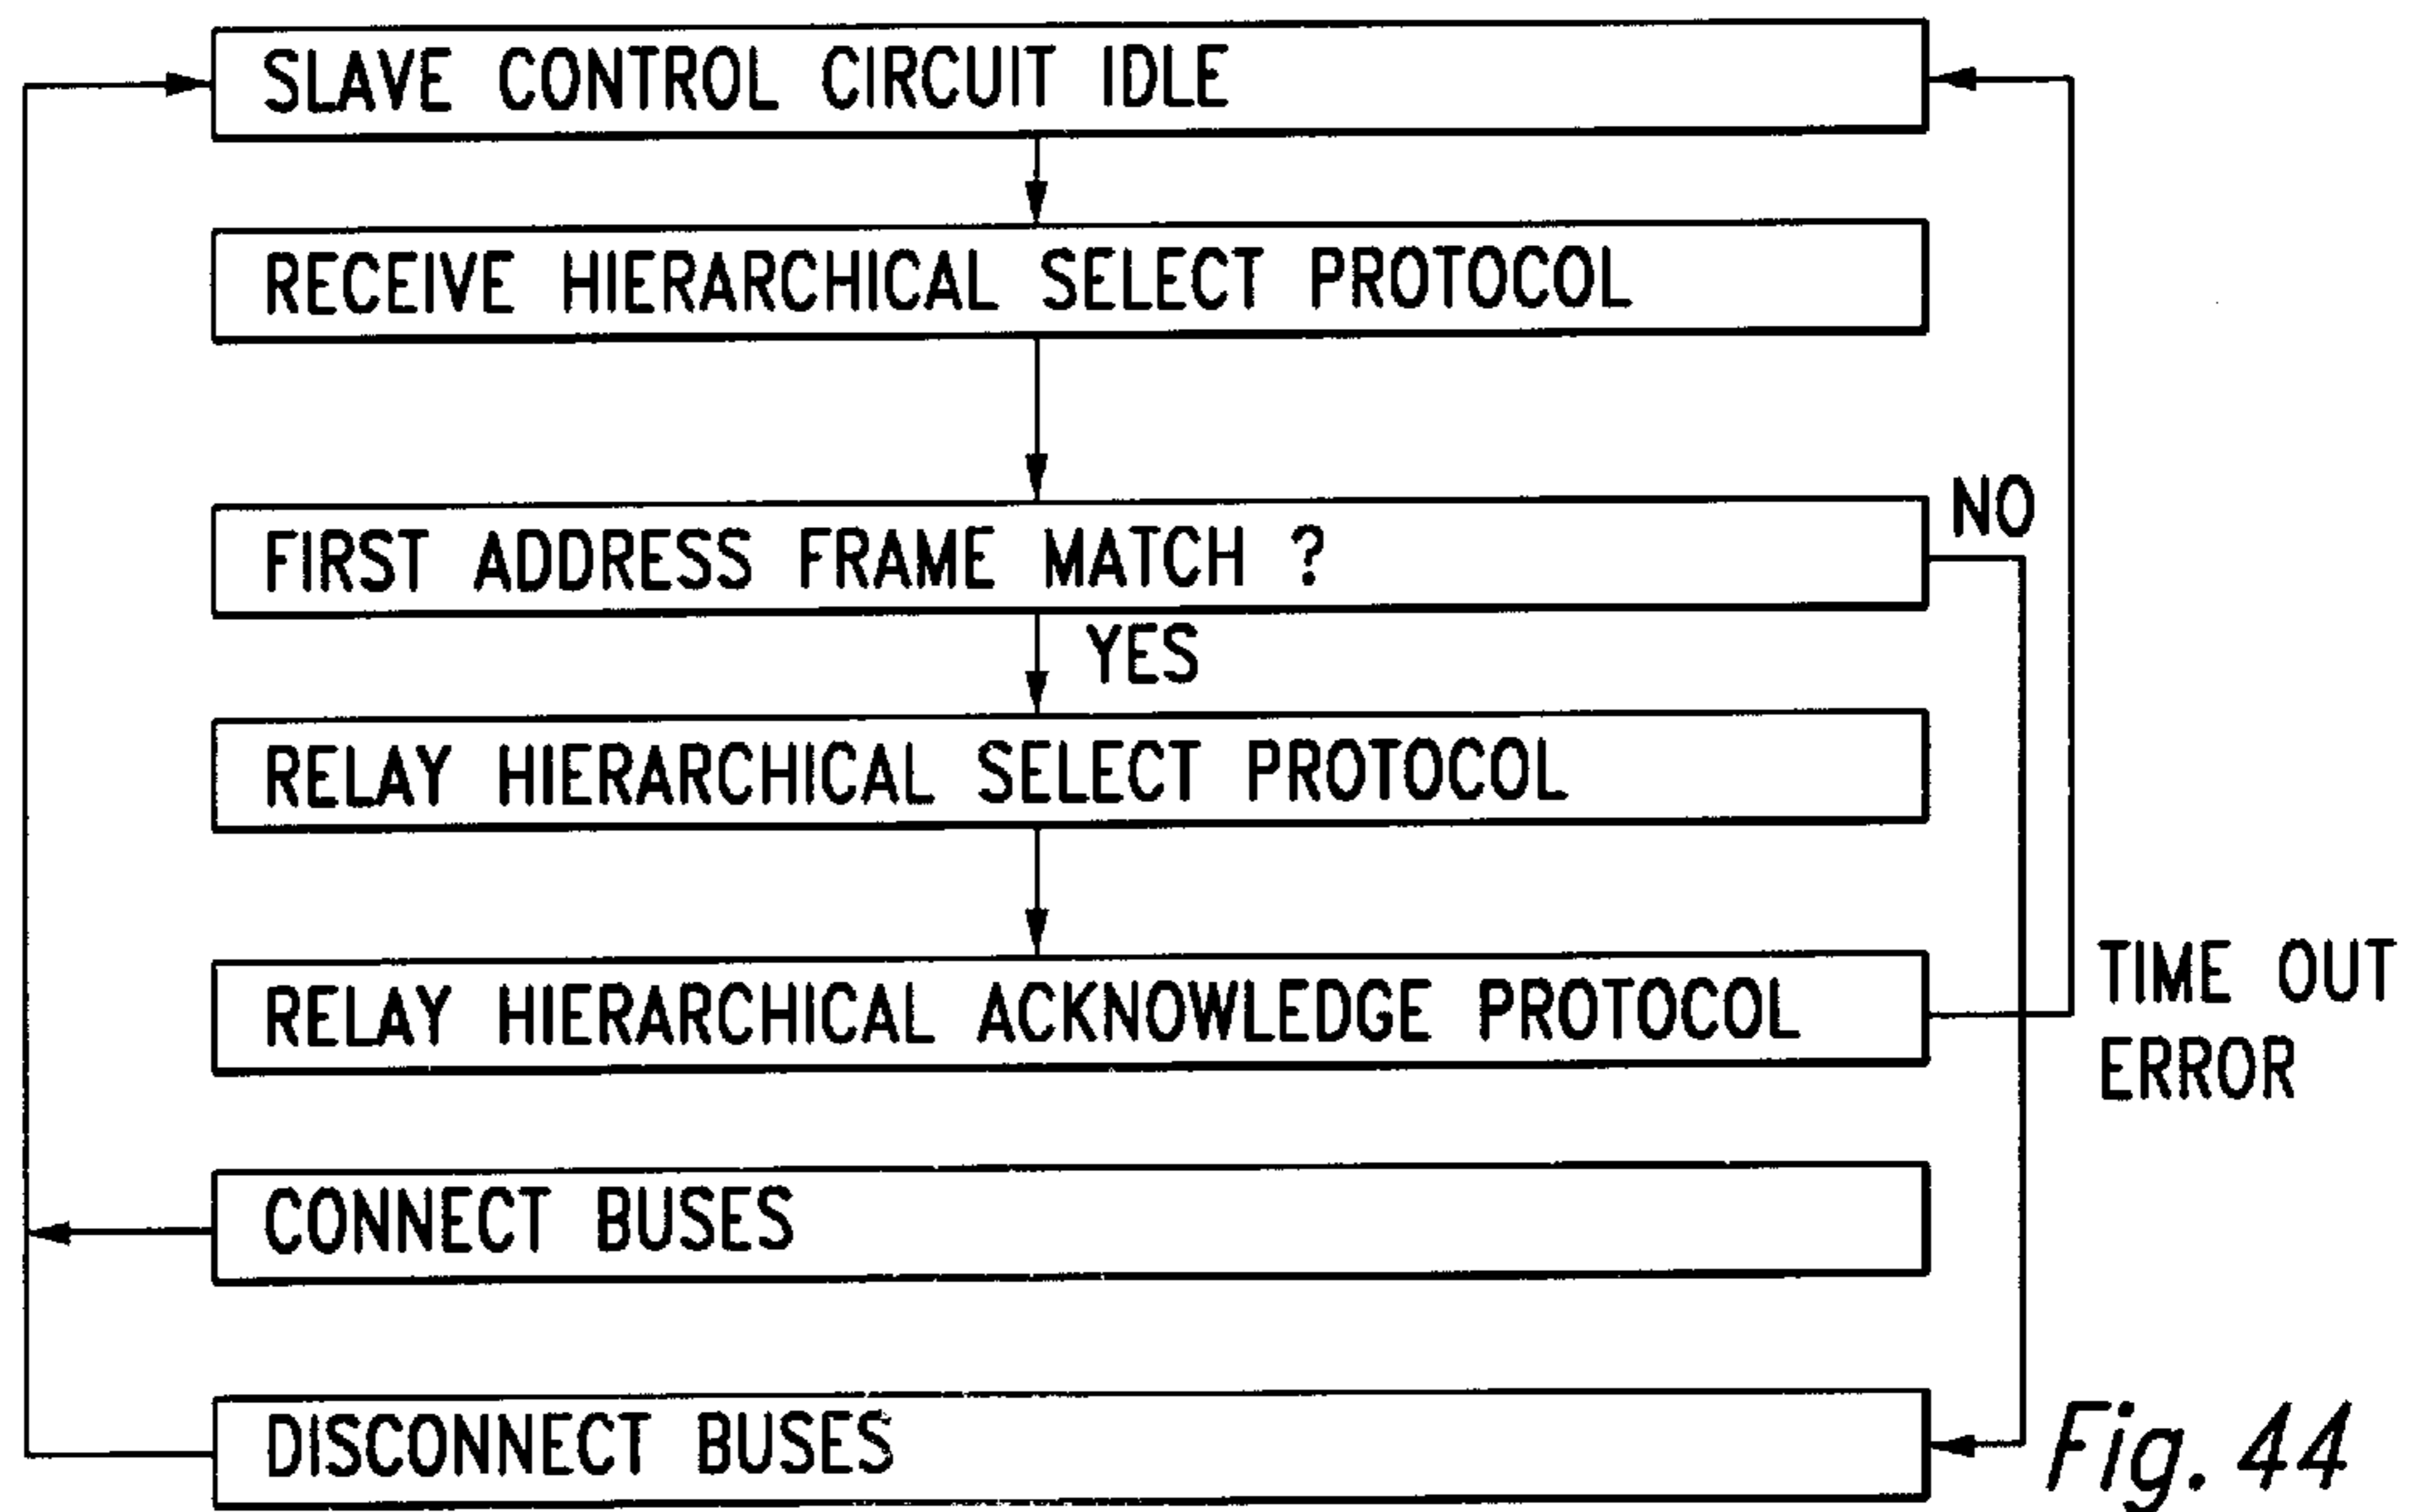 SLAVE CONTROL CIRCUIT IDLE
RECEIVE HIERARCHICAL SELECT PROTOCOL
FIRST ADDRESS FRAME MATCH ?
NO
YES
RELAY HIERARCHICAL SELECT PROTOCOL
RELAY HIERARCHICAL ACKNOWLEDGE PROTOCOL
TIME OUT
ERROR
CONNECT BUSES
DISCONNECT BUSES
Fig. 44